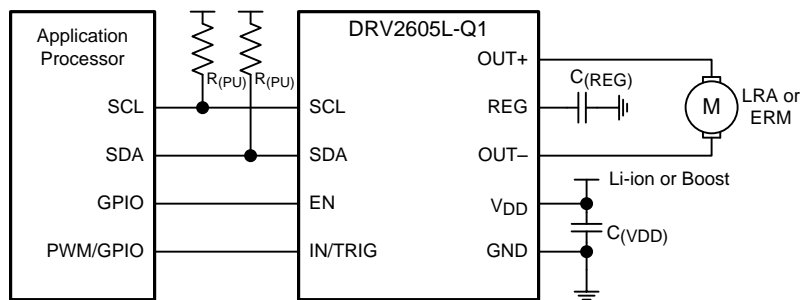 Application
Processor
SCL
SDA
GPIO
PWM/GPIO
R(PU)
R(PU)
DRV2605L-Q1
SCL
SDA
EN
IN/TRIG
OUT+
REG
OUT–
VDD
GND
C(REG)
M
LRA or
ERM
Li-ion or Boost
C(VDD)